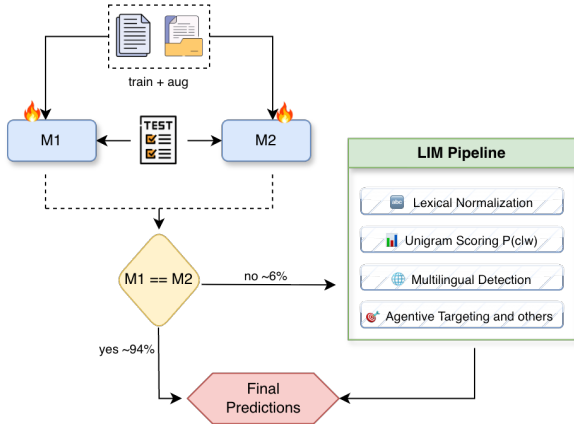 train + aug
M1
TEST
M2
LIM Pipeline
abc Lexical Normalization
Unigram Scoring P(c|w)
Multilingual Detection
Agentive Targeting and others
M1 == M2
no ~6%
yes ~94%
Final
Predictions